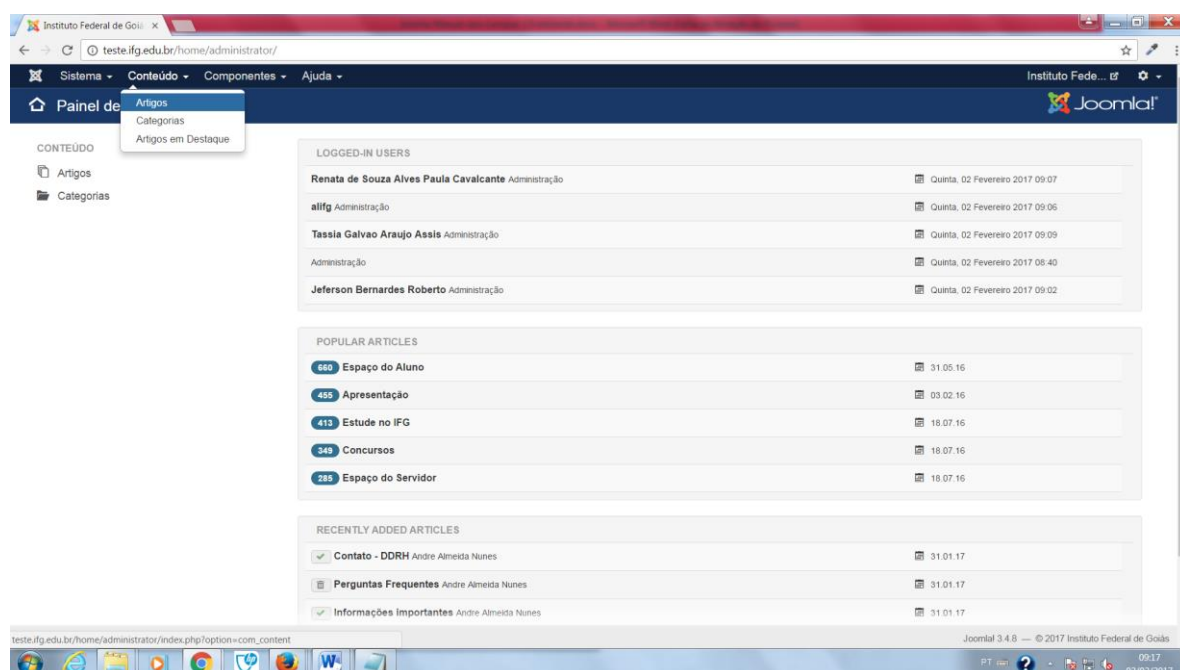 Instituto Federal de Goiá
teste.ifg.edu.br/home/administrator/
Sistema Conteúdo Componentes Ajuda Instituto Fede...
Painel de Joomla!
Artigos
Categorias
Artigos em Destaque
CONTEÚDO
Artigos
Categorias
LOGGED-IN USERS
Renata de Souza Alves Paula Cavalcante Administração Quinta, 02 Fevereiro 2017 09:07
alifg Administração Quinta, 02 Fevereiro 2017 09:06
Tassia Galvao Araujo Assis Administração Quinta, 02 Fevereiro 2017 09:09
Administração Quinta, 02 Fevereiro 2017 08:40
Jeferson Bernardes Roberto Administração Quinta, 02 Fevereiro 2017 09:02
POPULAR ARTICLES
660 Espaço do Aluno 31.05.16
455 Apresentação 03.02.16
413 Estude no IFG 18.07.16
349 Concursos 18.07.16
285 Espaço do Servidor 18.07.16
RECENTLY ADDED ARTICLES
Contato - DDRH Andre Almeida Nunes 31.01.17
Perguntas Frequentes Andre Almeida Nunes 31.01.17
Informações importantes Andre Almeida Nunes 31.01.17
teste.ifg.edu.br/home/administrator/index.php?option=com_content
Joomla! 3.4.8 — © 2017 Instituto Federal de Goiás
PT 09:17